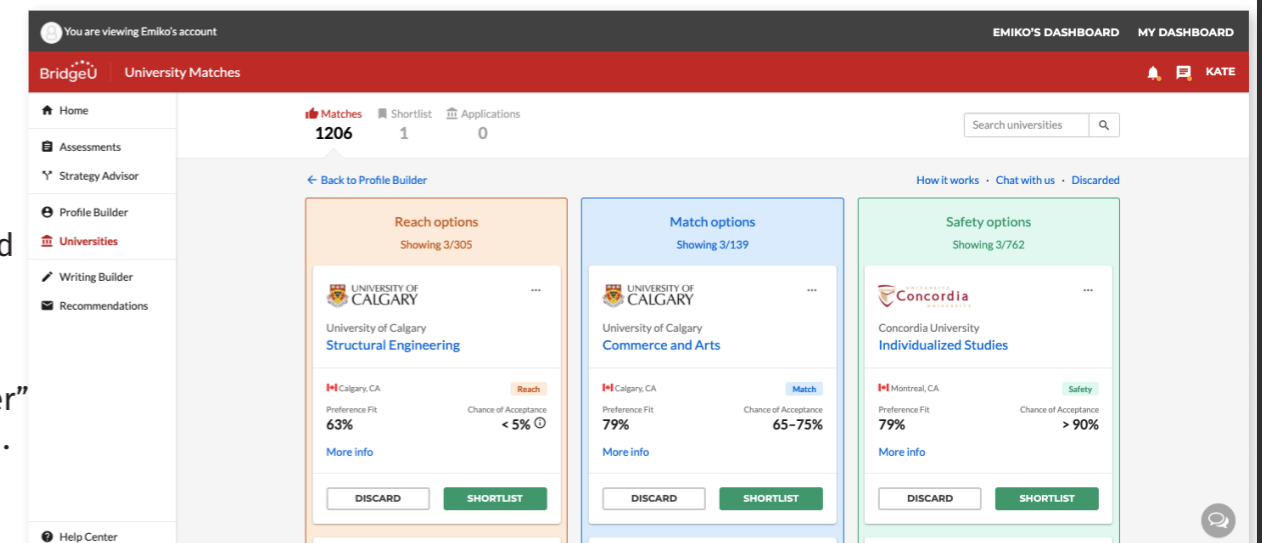 You are viewing Emiko's account
EMIKO'S DASHBOARD MY DASHBOARD
BridgeU University Matches
KATE
Home
Assessments
Strategy Advisor
Profile Builder
Universities
Writing Builder
Recommendations
Help Center
d
er”
.
Matches Shortlist Applications
1206 1 0
Search universities
← Back to Profile Builder
How it works · Chat with us · Discarded
Reach options
Showing 3/305
UNIVERSITY OF
CALGARY
...
University of Calgary
Structural Engineering
Calgary, CA Reach
Preference Fit Chance of Acceptance
63% < 5%
More info
DISCARD SHORTLIST
Match options
Showing 3/139
UNIVERSITY OF
CALGARY
...
University of Calgary
Commerce and Arts
Calgary, CA Match
Preference Fit Chance of Acceptance
79% 65–75%
More info
DISCARD SHORTLIST
Safety options
Showing 3/762
UNIVERSITÉ
Concordia
UNIVERSITY
...
Concordia University
Individualized Studies
Montreal, CA Safety
Preference Fit Chance of Acceptance
79% > 90%
More info
DISCARD SHORTLIST